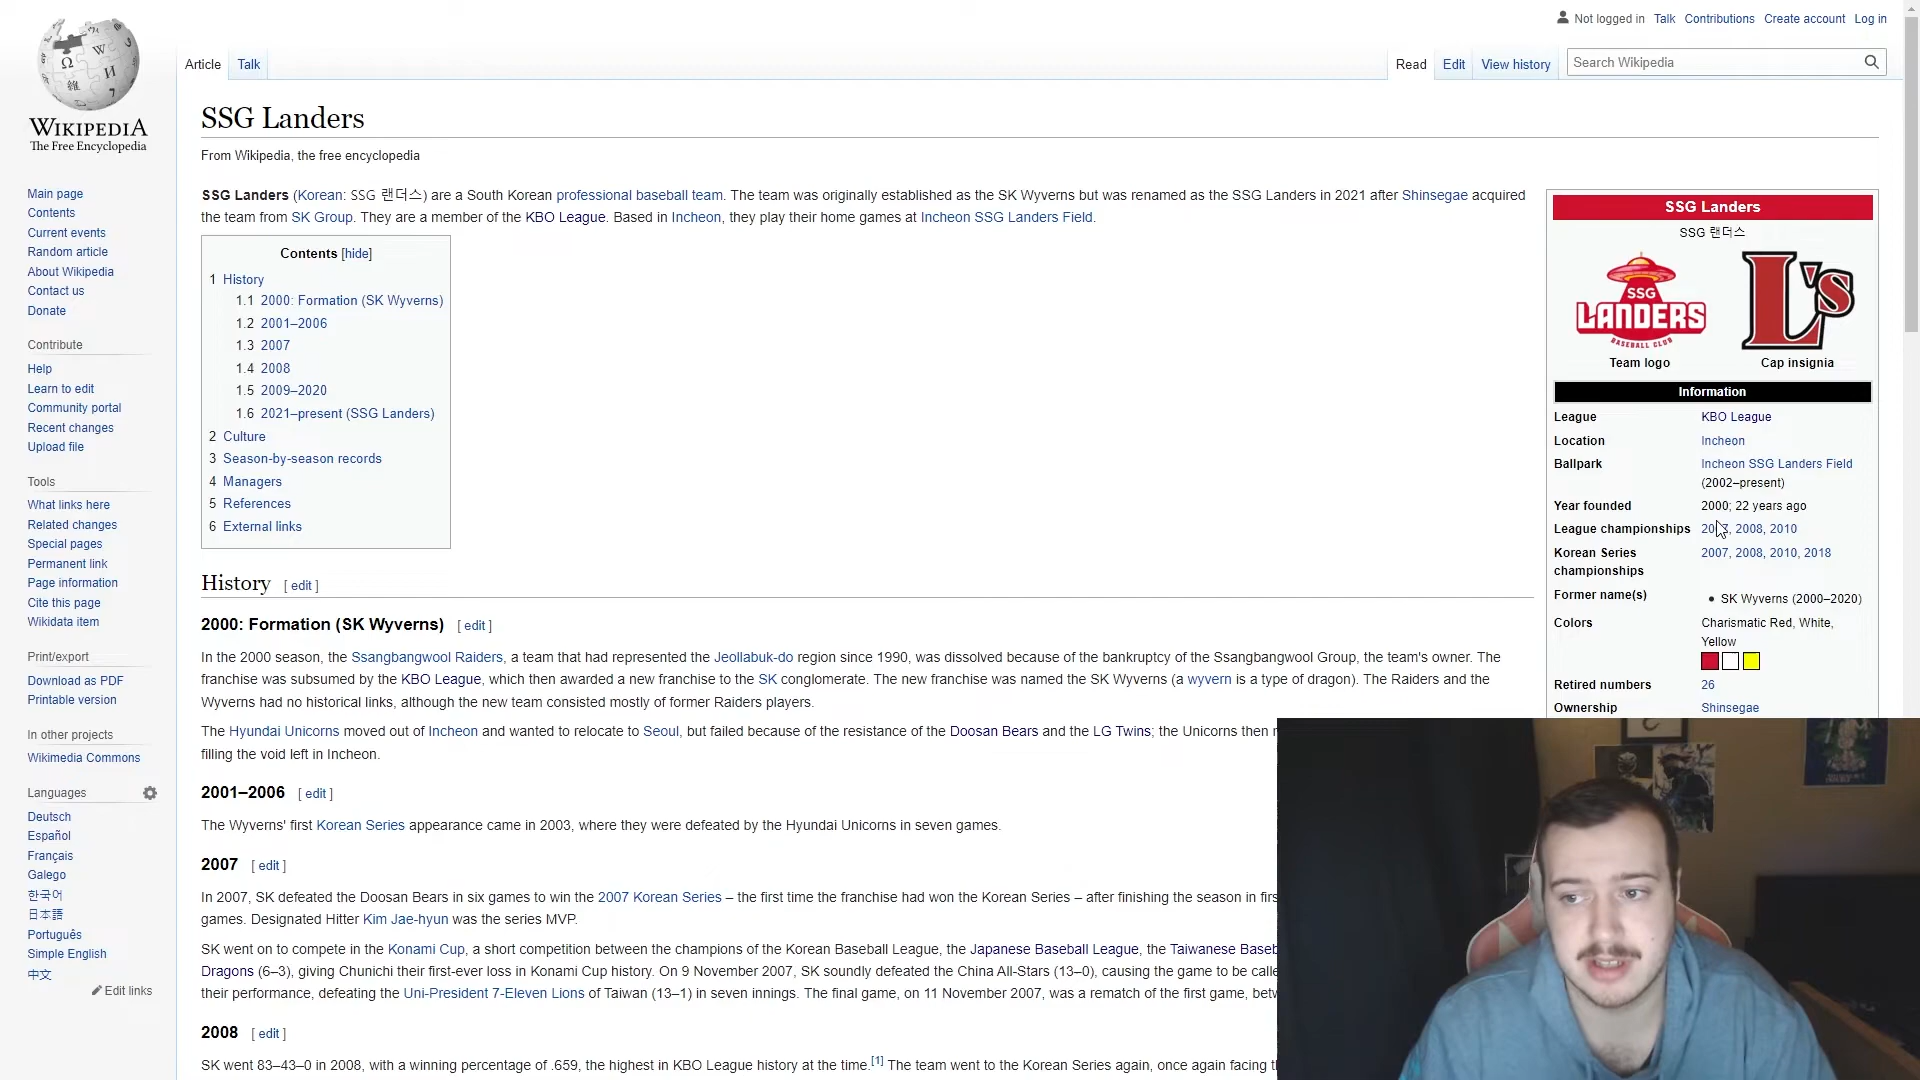 Not logged in Talk Contributions Create account Log in
Article Talk
Read Edit View history Search Wikipedia
WIKIPEDIA
The Free Encyclopedia
Main page
Contents
Current events
Random article
About Wikipedia
Contact us
Donate
Contribute
Help
Learn to edit
Community portal
Recent changes
Upload file
Tools
What links here
Related changes
Special pages
Permanent link
Page information
Cite this page
Wikidata item
Print/export
Download as PDF
Printable version
In other projects
Wikimedia Commons
Languages
Deutsch
Español
Français
Galego
한국어
日本語
Português
Simple English
中文
Edit links
SSG Landers
From Wikipedia, the free encyclopedia
SSG Landers (Korean: SSG 랜더스) are a South Korean professional baseball team. The team was originally established as the SK Wyverns but was renamed as the SSG Landers in 2021 after Shinsegae acquired
the team from SK Group. They are a member of the KBO League. Based in Incheon, they play their home games at Incheon SSG Landers Field.
Contents [hide]
1 History
1.1 2000: Formation (SK Wyverns)
1.2 2001–2006
1.3 2007
1.4 2008
1.5 2009–2020
1.6 2021–present (SSG Landers)
2 Culture
3 Season-by-season records
4 Managers
5 References
6 External links
History [ edit ]
2000: Formation (SK Wyverns) [ edit ]
In the 2000 season, the Ssangbangwool Raiders, a team that had represented the Jeollabuk-do region since 1990, was dissolved because of the bankruptcy of the Ssangbangwool Group, the team's owner. The
franchise was subsumed by the KBO League, which then awarded a new franchise to the SK conglomerate. The new franchise was named the SK Wyverns (a wyvern is a type of dragon). The Raiders and the
Wyverns had no historical links, although the new team consisted mostly of former Raiders players.
The Hyundai Unicorns moved out of Incheon and wanted to relocate to Seoul, but failed because of the resistance of the Doosan Bears and the LG Twins; the Unicorns then
filling the void left in Incheon.
2001–2006 [ edit ]
The Wyverns' first Korean Series appearance came in 2003, where they were defeated by the Hyundai Unicorns in seven games.
2007 [ edit ]
In 2007, SK defeated the Doosan Bears in six games to win the 2007 Korean Series – the first time the franchise had won the Korean Series – after finishing the season in firs
games. Designated Hitter Kim Jae-hyun was the series MVP.
SK went on to compete in the Konami Cup, a short competition between the champions of the Korean Baseball League, the Japanese Baseball League, the Taiwanese Baseb
Dragons (6–3), giving Chunichi their first-ever loss in Konami Cup history. On 9 November 2007, SK soundly defeated the China All-Stars (13–0), causing the game to be calle
their performance, defeating the Uni-President 7-Eleven Lions of Taiwan (13–1) in seven innings. The final game, on 11 November 2007, was a rematch of the first game, betw
2008 [ edit ]
SK went 83–43–0 in 2008, with a winning percentage of .659, the highest in KBO League history at the time.[1] The team went to the Korean Series again, once again facing
SSG Landers
SSG 랜더스
SSG
LANDERS
BASEBALL CLUB
L's
Team logo Cap insignia
Information
League KBO League
Location Incheon
Ballpark Incheon SSG Landers Field
(2002–present)
Year founded 2000; 22 years ago
League championships 2007, 2008, 2010
Korean Series 2007, 2008, 2010, 2018
championships
Former name(s) • SK Wyverns (2000–2020)
Colors Charismatic Red, White,
Yellow
Retired numbers 26
Ownership Shinsegae